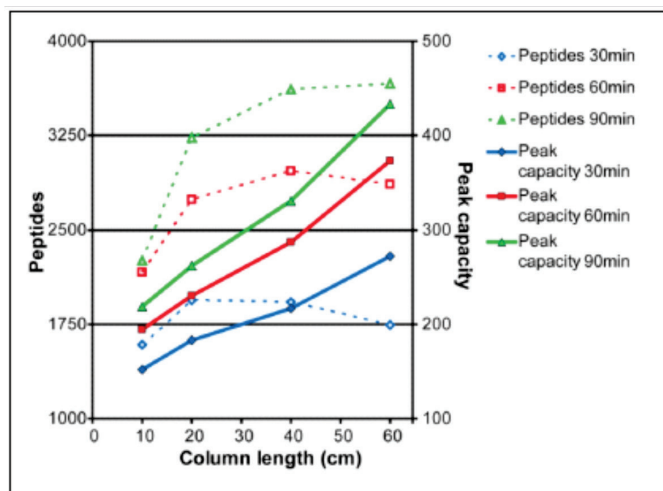 4000
3250
2500
1750
1000
Peptides
500
400
300
200
100
Peak capacity
0
10
20
30
40
50
60
Column length (cm)
Peptides 30min
Peptides 60min
Peptides 90min
Peak
capacity 30min
Peak
capacity 60min
Peak
capacity 90min